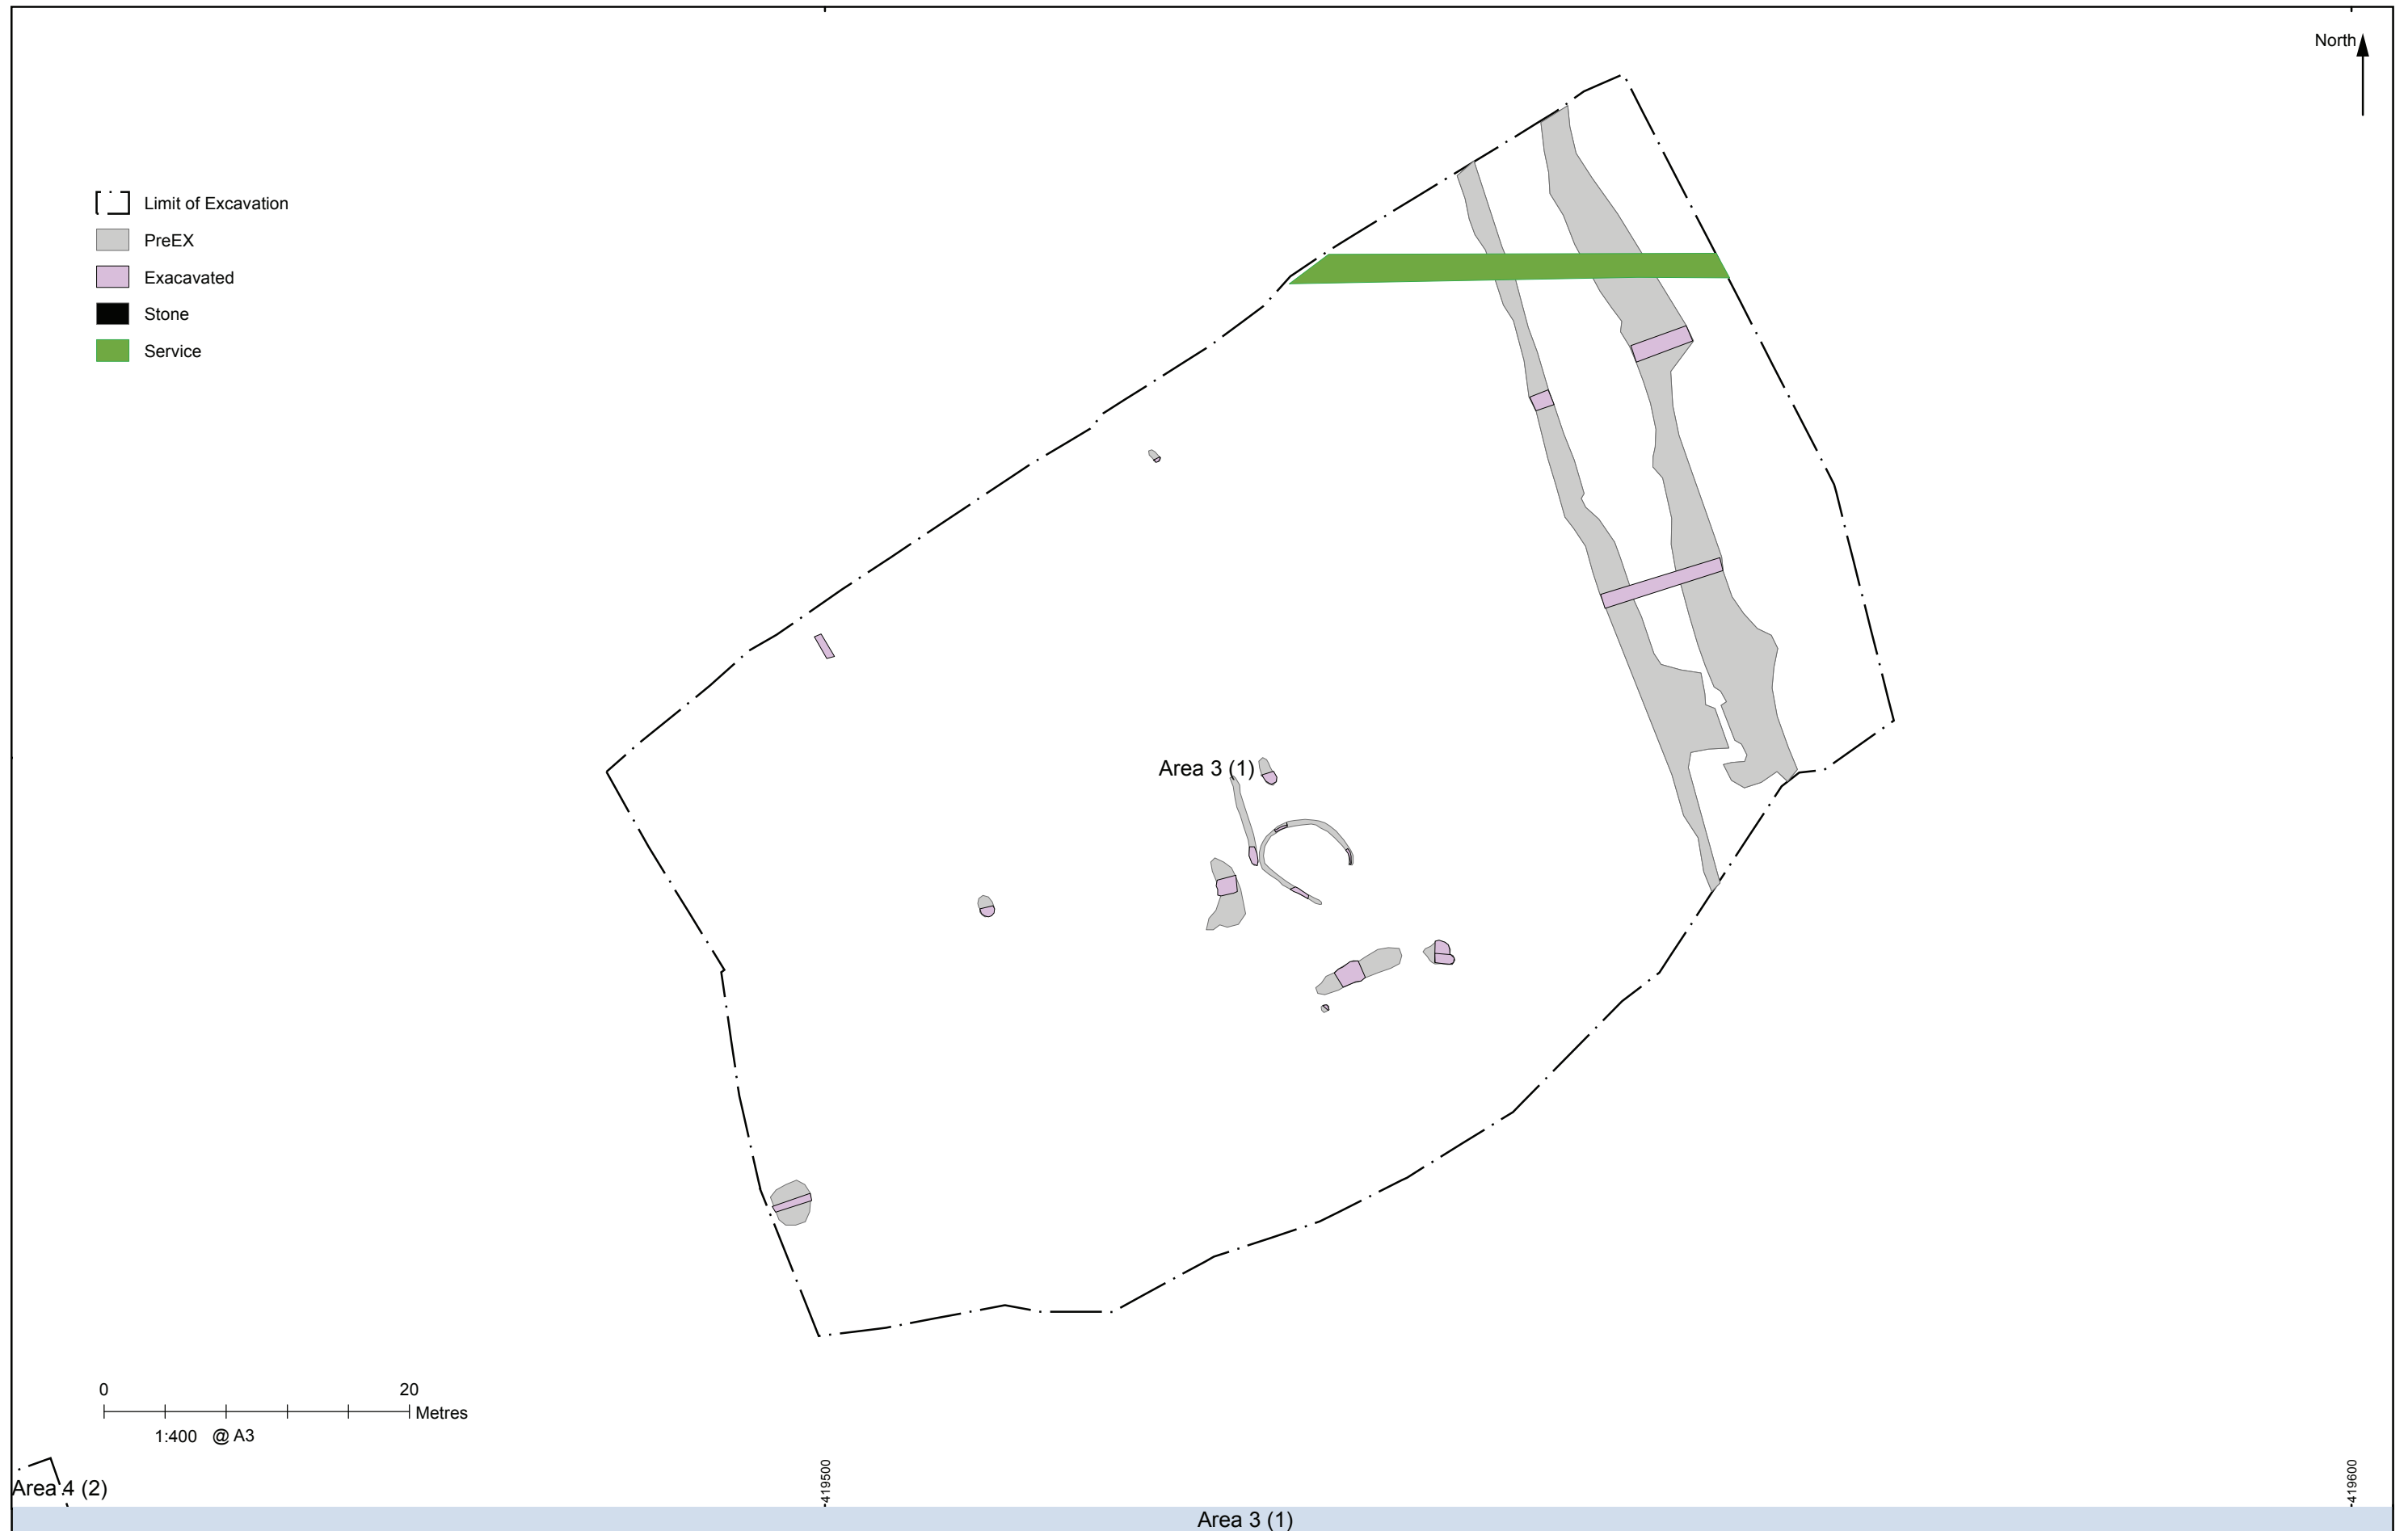 North
Limit of Excavation
PreEX
Exacavated
Stone
Service
Area 3 (1)
0 20
Metres
1:400 @ A3
Area 4 (2)
419500
419600
Area 3 (1)